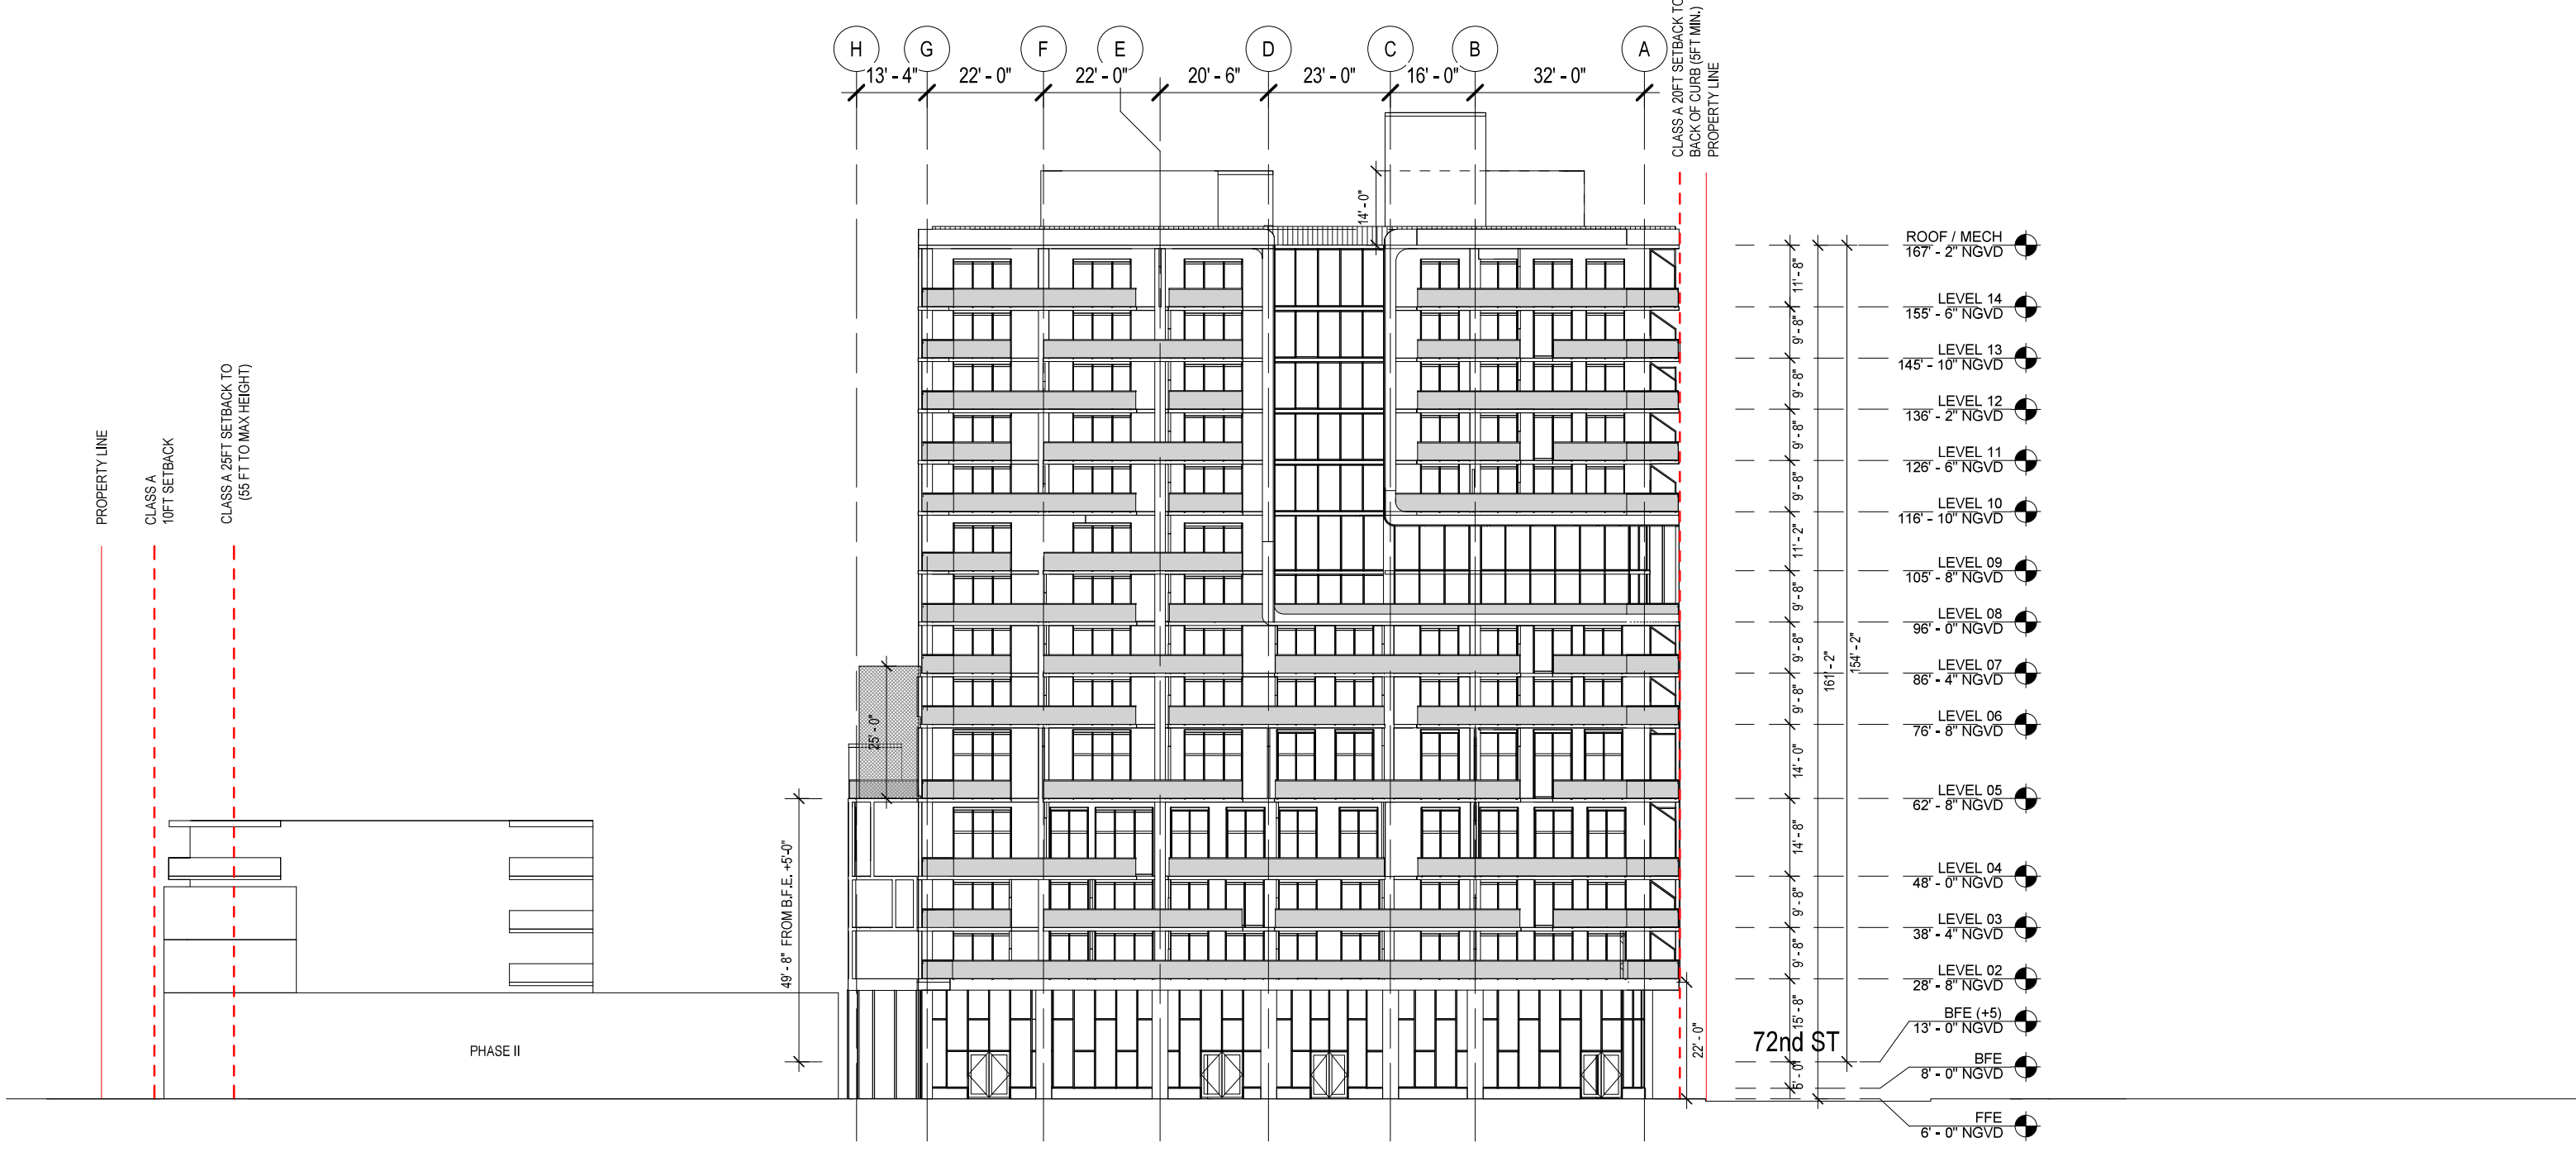 H G F E D C B A
13' - 4" 22' - 0" 22' - 0" 20' - 6" 23' - 0" 16' - 0" 32' - 0"
CLASS A 20FT SETBACK TO
BACK OF CURB (5FT MIN.)
PROPERTY LINE
14' - 0"
PROPERTY LINE
CLASS A
10FT SETBACK
CLASS A 25FT SETBACK TO
(55 FT TO MAX HEIGHT)
25' - 0"
49' - 8" FROM B.F.E. +5'-0"
PHASE II
22' - 0"
72nd ST
11' - 8"
9' - 8"
9' - 8"
9' - 8"
9' - 8"
11' - 2"
9' - 8"
9' - 8"
9' - 8"
14' - 0"
14' - 8"
9' - 8"
9' - 8"
15' - 8"
161' - 2"
154' - 2"
ROOF / MECH
167' - 2" NGVD
LEVEL 14
155' - 6" NGVD
LEVEL 13
145' - 10" NGVD
LEVEL 12
136' - 2" NGVD
LEVEL 11
126' - 6" NGVD
LEVEL 10
116' - 10" NGVD
LEVEL 09
105' - 8" NGVD
LEVEL 08
96' - 0" NGVD
LEVEL 07
86' - 4" NGVD
LEVEL 06
76' - 8" NGVD
LEVEL 05
62' - 8" NGVD
LEVEL 04
48' - 0" NGVD
LEVEL 03
38' - 4" NGVD
LEVEL 02
28' - 8" NGVD
BFE (+5)
13' - 0" NGVD
BFE
8' - 0" NGVD
FFE
6' - 0" NGVD